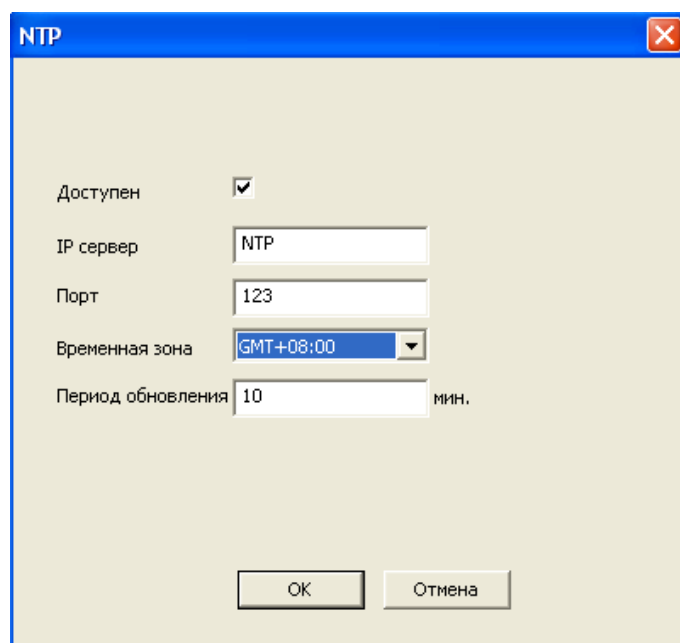 NTP
Доступен
IP сервер NTP
Порт 123
Временная зона GMT+08:00
Период обновления 10 мин.
OK Отмена